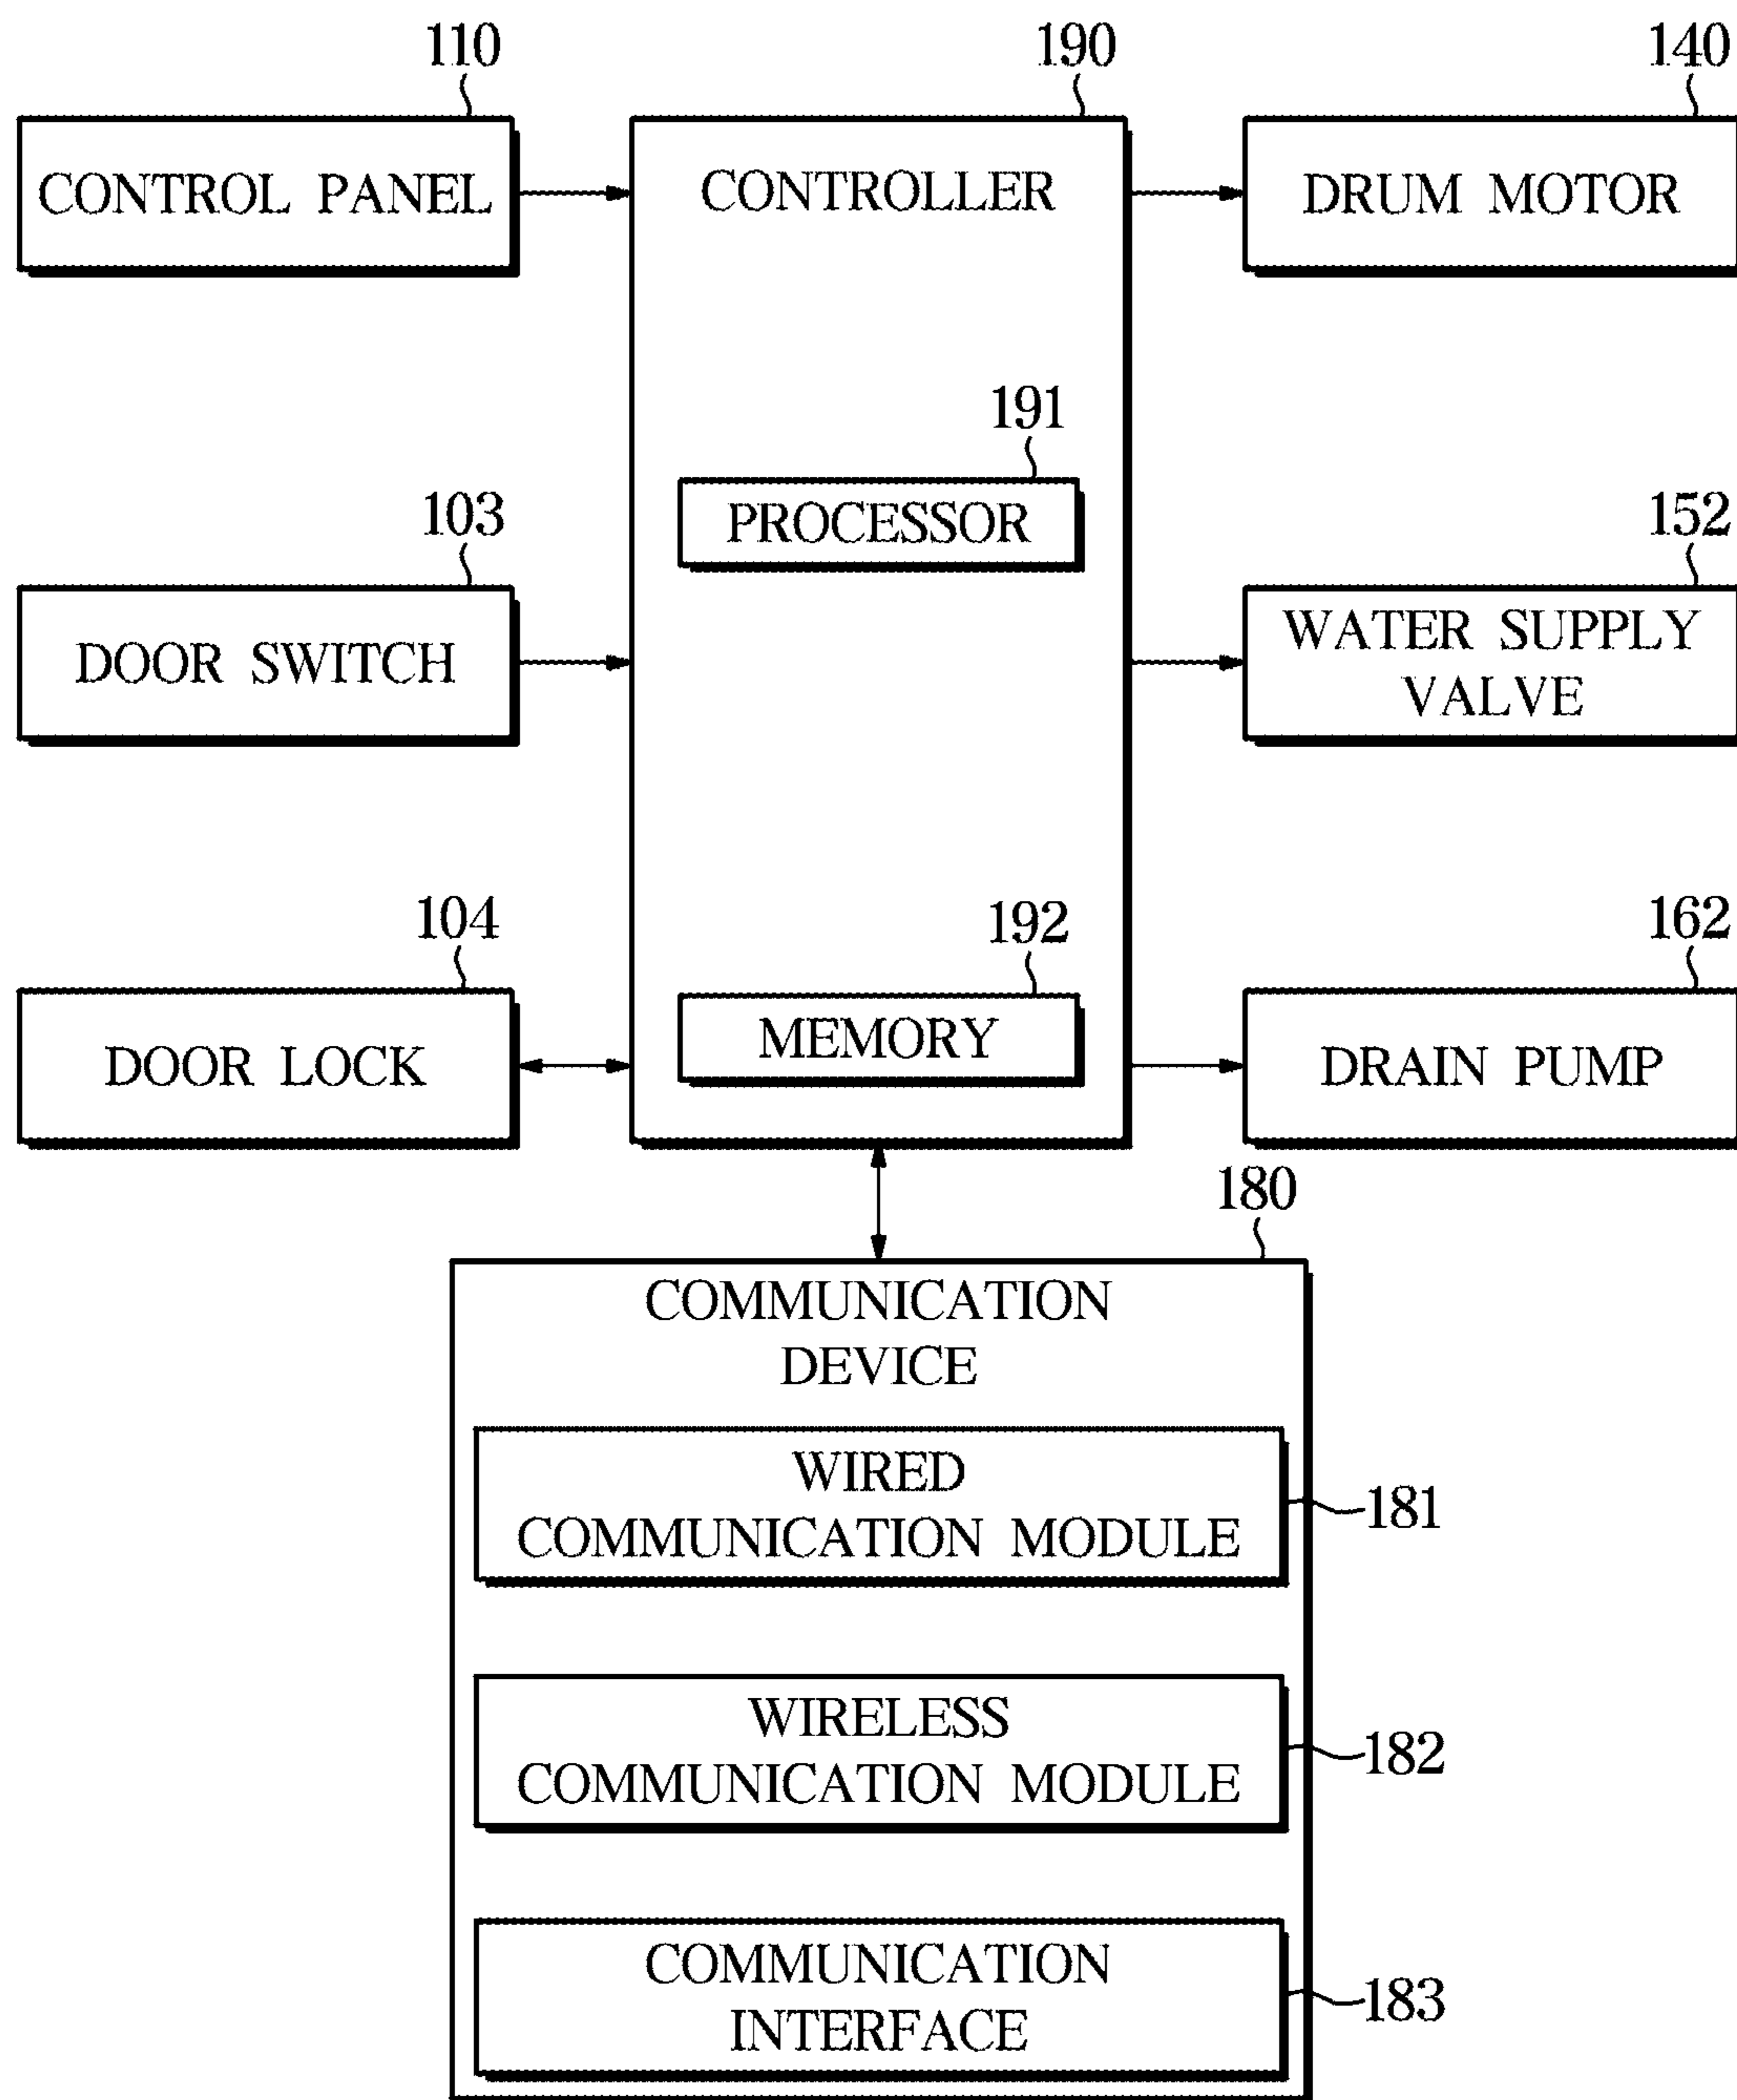 110
190
140
CONTROL PANEL
CONTROLLER
DRUM MOTOR
191
PROCESSOR
103
152
DOOR SWITCH
WATER SUPPLY
VALVE
104
192
162
DOOR LOCK
MEMORY
DRAIN PUMP
180
COMMUNICATION
DEVICE
WIRED
COMMUNICATION MODULE
181
WIRELESS
COMMUNICATION MODULE
182
COMMUNICATION
INTERFACE
183